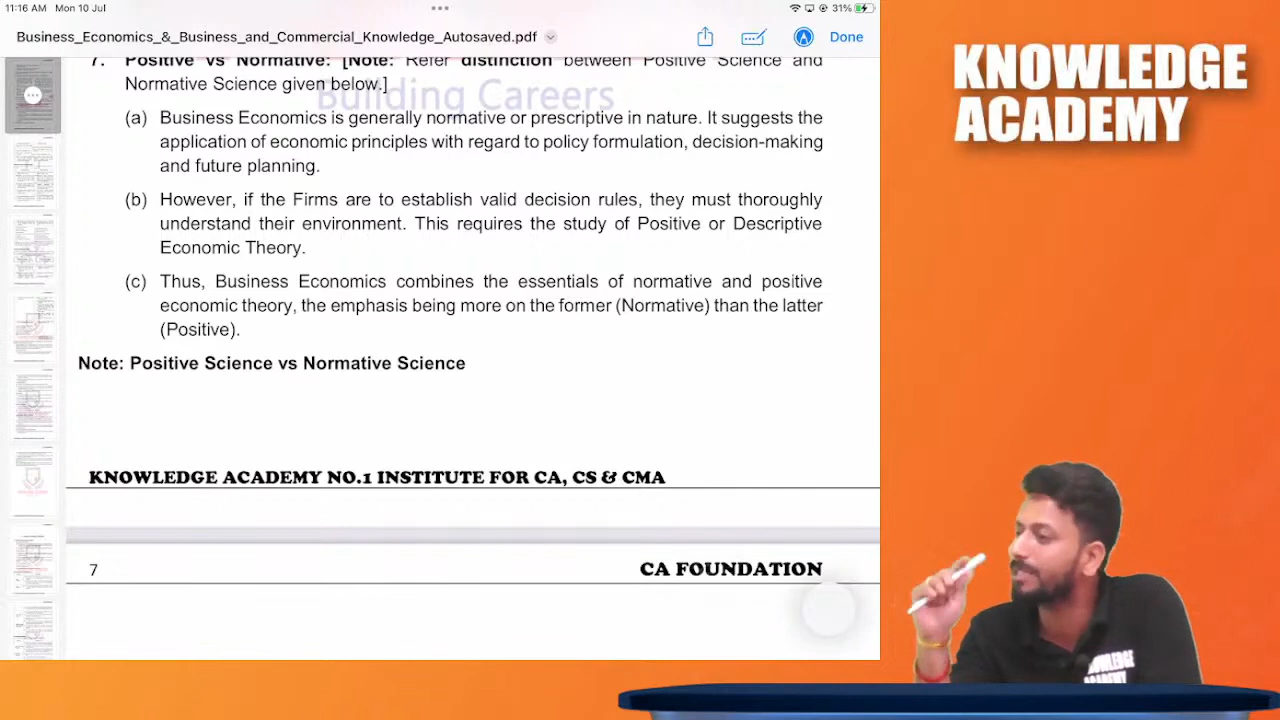 11:16 AM Mon 10 Jul
31%
Business_Economics_&_Business_and_Commercial_Knowledge_Autosaved.pdf
Done
7. Positive vs Normative: [Note: Refer distinction between Positive Science and
Normative Science given below.]
Building Careers
(a) Business Economics is generally normative or prescriptive in nature. It suggests the
application of economic principles with regard to policy formulation, decision-making
and future planning.
(b) However, if the Firms are to establish valid decision rules, they must thoroughly
understand their environment. This requires the study of Positive or Descriptive
Economic Theory.
(c) Thus, Business Economics combines the essentials of normative and positive
economic theory, the emphasis being more on the former (Normative) than the latter
(Positive).
Note: Positive Science vs Normative Science
KNOWLEDGE ACADEMY NO.1 INSTITUTE FOR CA, CS & CMA
7
CA FOUNDATION
KNOWLEDGE
ACADEMY
KNOWLEDGE
ACADEMY